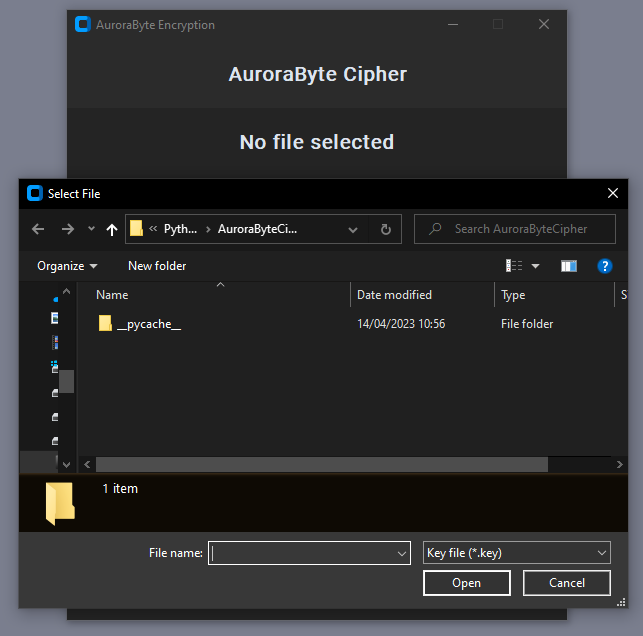 AuroraByte Encryption
AuroraByte Cipher
No file selected
Select File
« Pyth... › AuroraByteCi...
Search AuroraByteCipher
Organize
New folder
?
Name
Date modified
Type
S
__pycache__
14/04/2023 10:56
File folder
1 item
File name:
Key file (*.key)
Open
Cancel